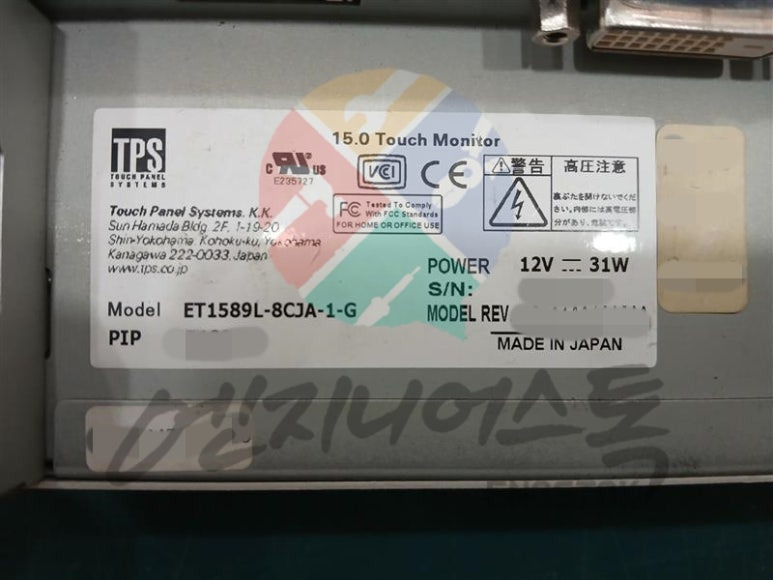 TPS
TOUCH PANEL
SYSTEMS
15.0 Touch Monitor
c UL us
E235727
VCI
CE
FC Tested To Comply
With FCC Standards
FOR HOME OR OFFICE USE
警告
高圧注意
裏ぶたを開けないでくだ
さい。内部には高電圧部
分があり、危険です。
Touch Panel Systems. K.K.
Sun Hamada Bldg. 2F, 1-19-20
Shin-Yokohama Kohoku-ku, Yokohama
Kanagawa 222-0033, Japan
www.tps.co.jp
POWER 12V 31W
S/N:
Model ET1589L-8CJA-1-G
MODEL REV
PIP
MADE IN JAPAN
엔지니어스톡